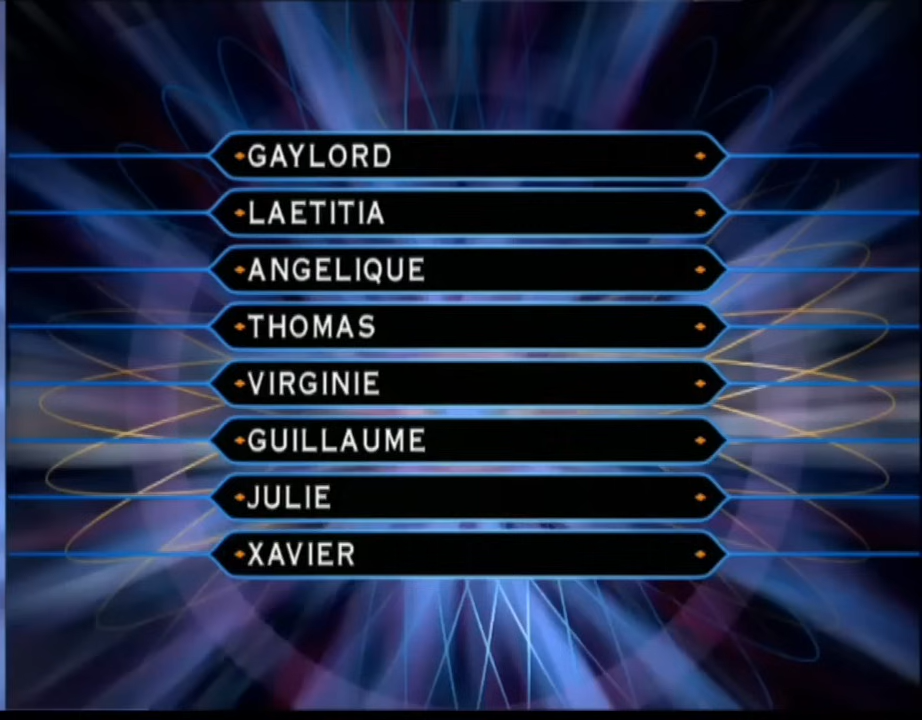 GAYLORD
LAETITIA
ANGELIQUE
THOMAS
VIRGINIE
GUILLAUME
JULIE
XAVIER